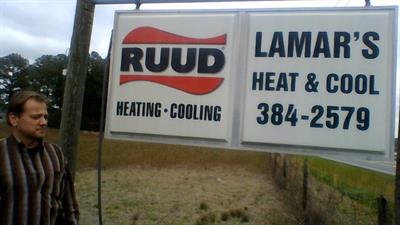 RUUD
HEATING • COOLING
LAMAR'S
HEAT & COOL
384-2579